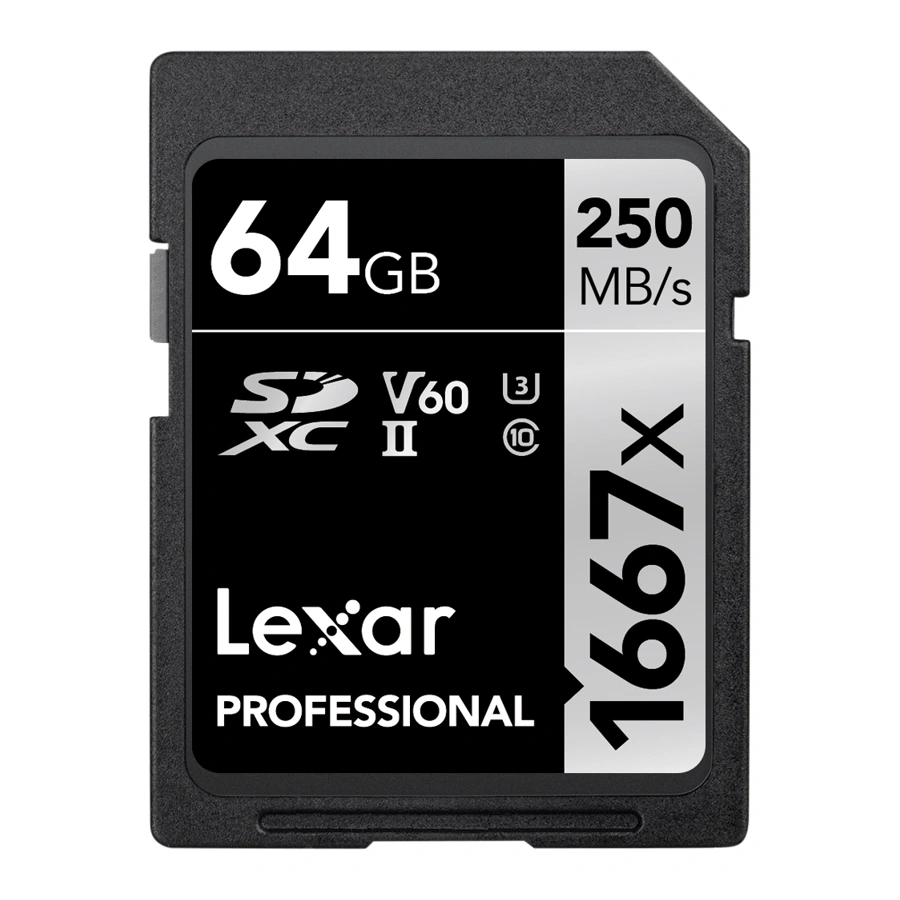 64GB
250
MB/s
SD
XC
V60
II
3
10
1667x
Lexar
PROFESSIONAL